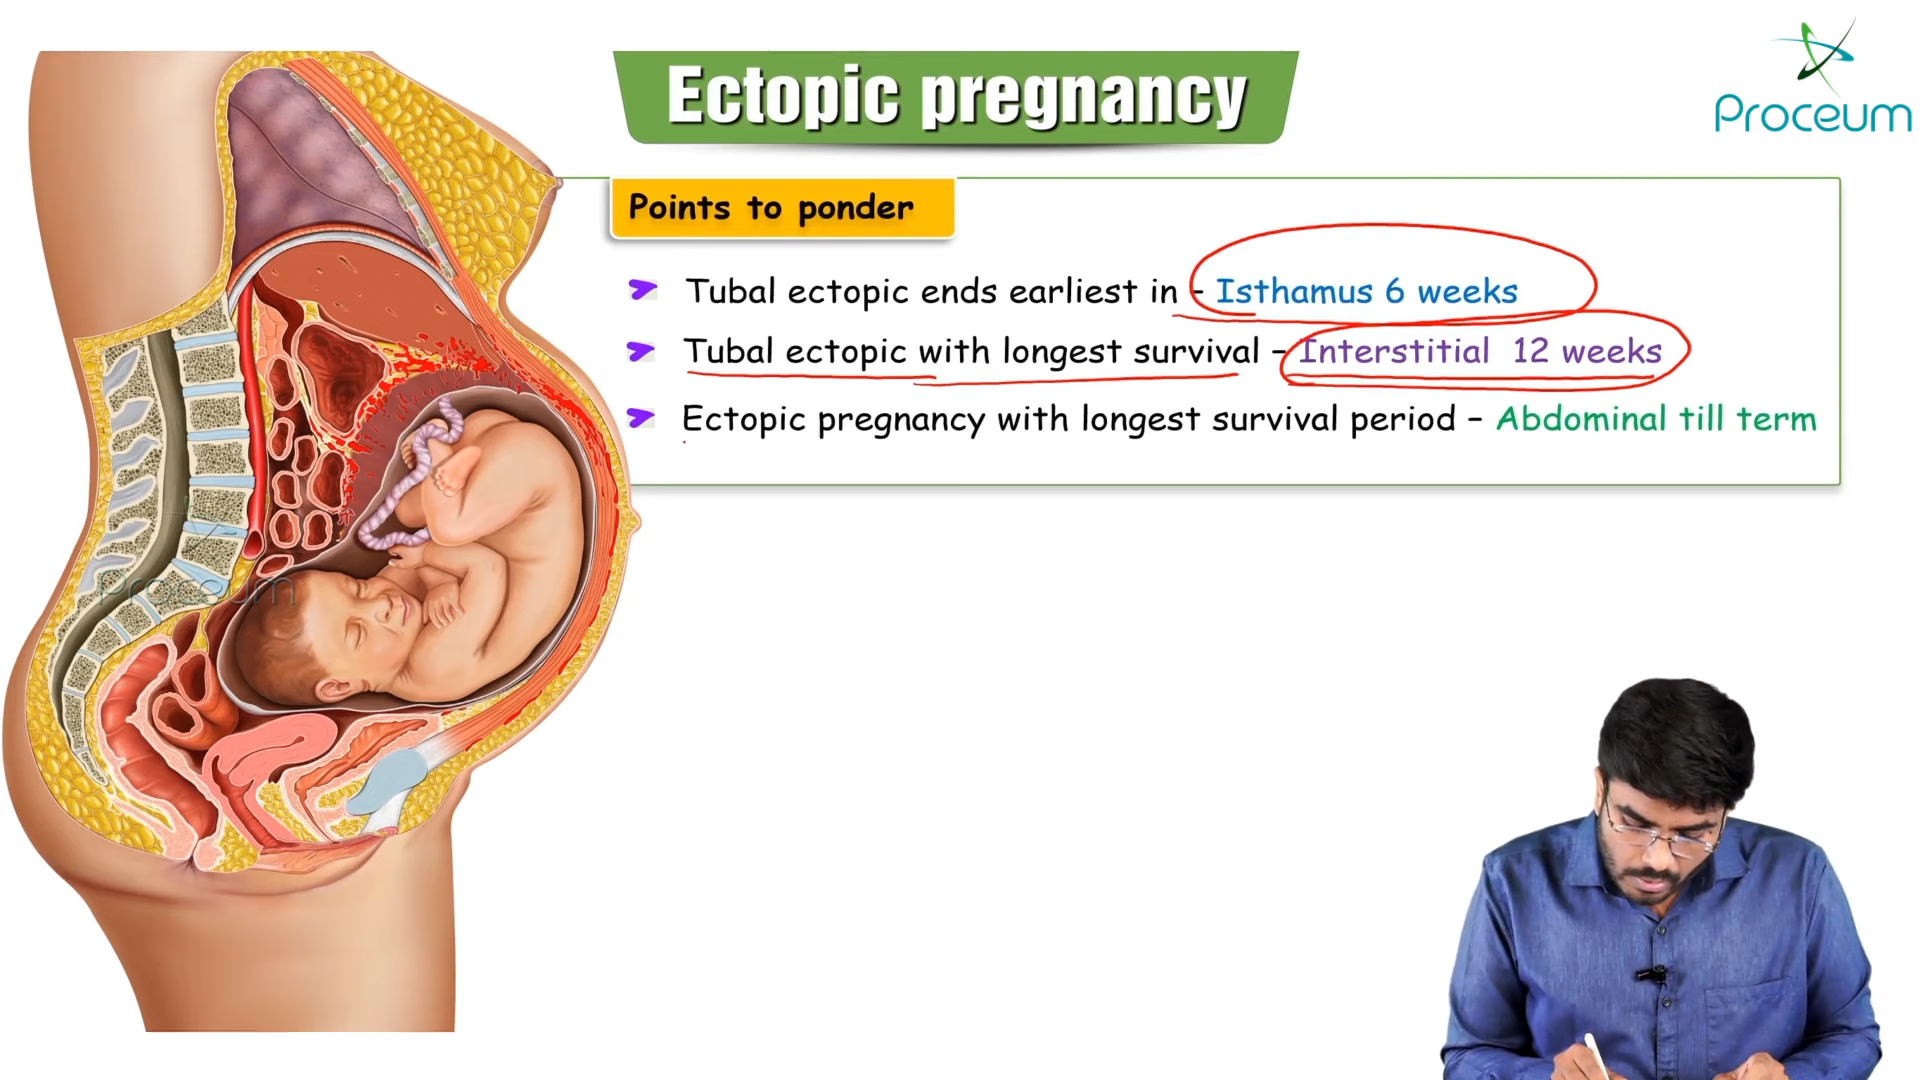 Ectopic pregnancy
Proceum
Points to ponder
Tubal ectopic ends earliest in - Isthamus 6 weeks
Tubal ectopic with longest survival - Interstitial 12 weeks
Ectopic pregnancy with longest survival period - Abdominal till term
Proceum